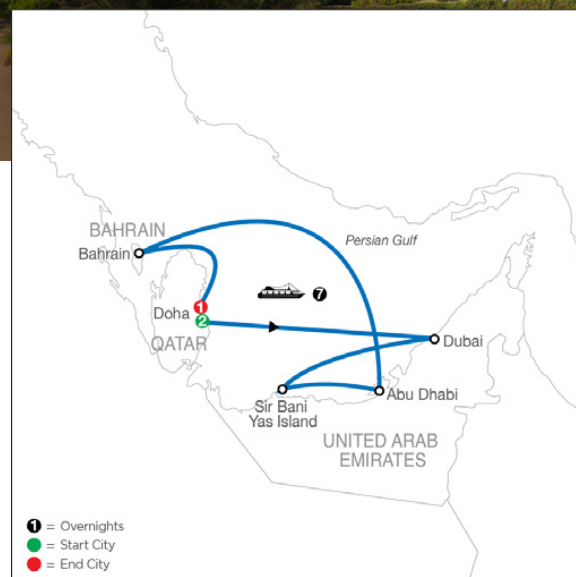 BAHRAIN
Persian Gulf
Bahrain
7
Doha
1
2
QATAR
Dubai
Sir Bani
Yas Island
Abu Dhabi
UNITED ARAB
EMIRATES
1 = Overnights
= Start City
= End City